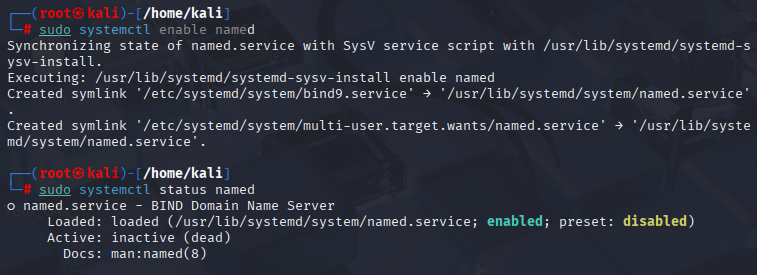 ┌──(root㉿kali)-[/home/kali]
└─# sudo systemctl enable named
Synchronizing state of named.service with SysV service script with /usr/lib/systemd/systemd-s
ysv-install.
Executing: /usr/lib/systemd/systemd-sysv-install enable named
Created symlink '/etc/systemd/system/bind9.service' → '/usr/lib/systemd/system/named.service'
.
Created symlink '/etc/systemd/system/multi-user.target.wants/named.service' → '/usr/lib/syste
md/system/named.service'.
┌──(root㉿kali)-[/home/kali]
└─# sudo systemctl status named
○ named.service - BIND Domain Name Server
     Loaded: loaded (/usr/lib/systemd/system/named.service; enabled; preset: disabled)
     Active: inactive (dead)
       Docs: man:named(8)